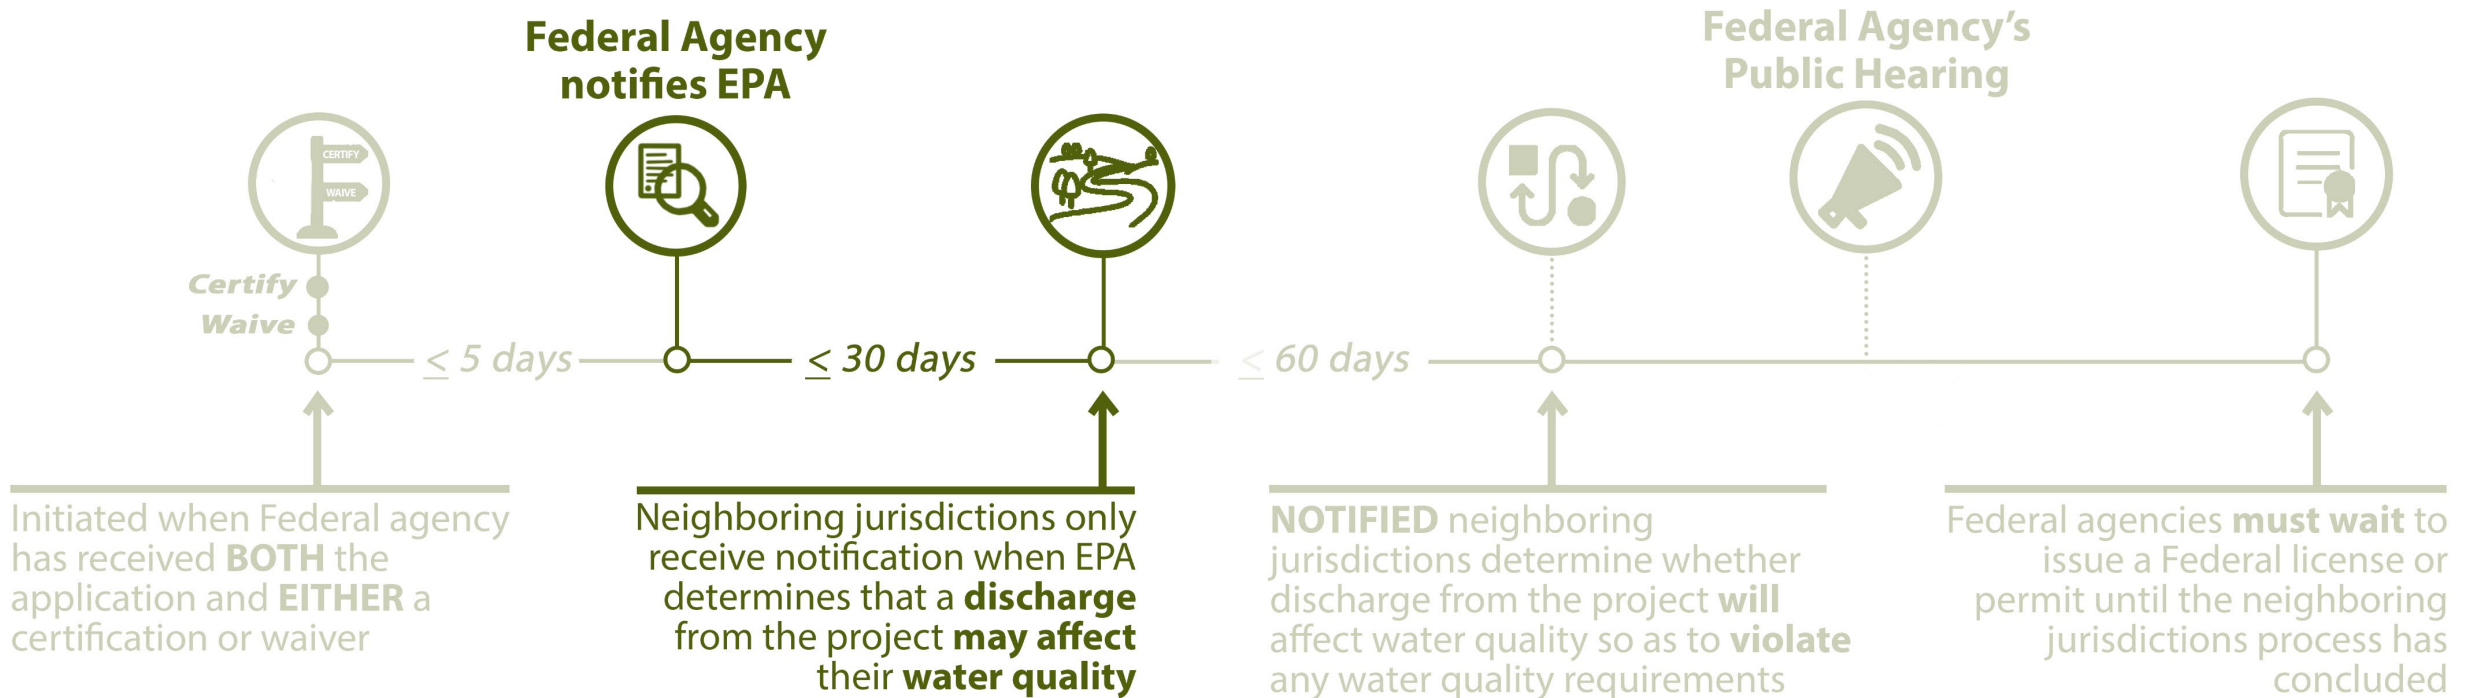 Federal Agency
notifies EPA
Federal Agency's
Public Hearing
CERTIFY
WAIVE
Certify
Waive
≤ 5 days
≤ 30 days
≤ 60 days
Initiated when Federal agency
has received BOTH the
application and EITHER a
certification or waiver
Neighboring jurisdictions only
receive notification when EPA
determines that a discharge
from the project may affect
their water quality
NOTIFIED neighboring
jurisdictions determine whether
discharge from the project will
affect water quality so as to violate
any water quality requirements
Federal agencies must wait to
issue a Federal license or
permit until the neighboring
jurisdictions process has
concluded